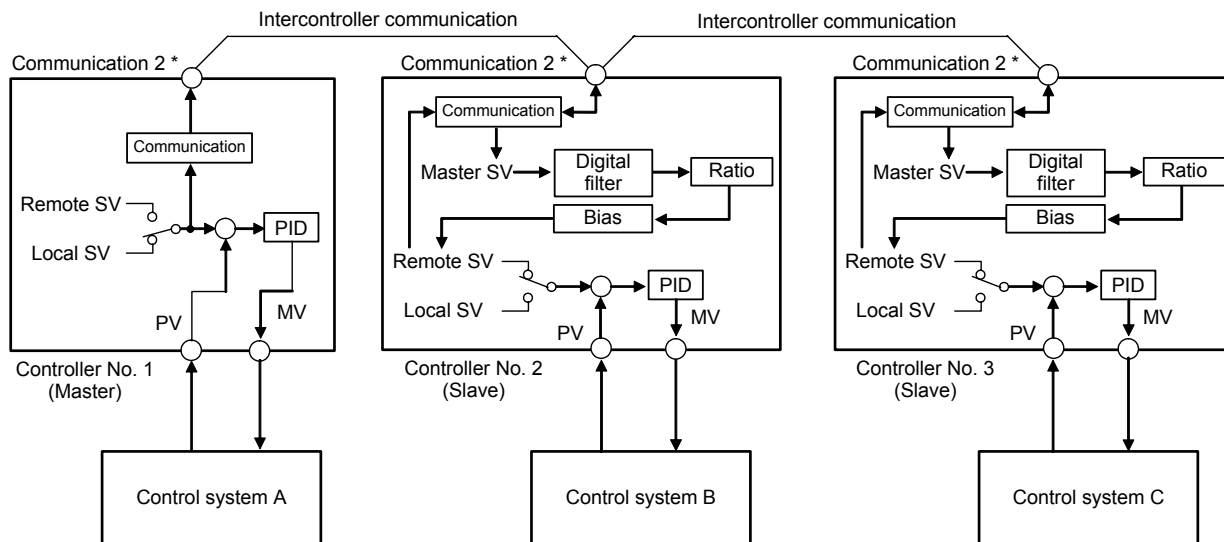 Intercontroller communication
Intercontroller communication
Communication 2 *
Communication
Remote SV
Local SV
PID
PV
MV
Controller No. 1
(Master)
Control system A
Communication 2 *
Communication
Master SV
Digital
filter
Ratio
Bias
Remote SV
Local SV
PID
PV
MV
Controller No. 2
(Slave)
Control system B
Communication 2 *
Communication
Master SV
Digital
filter
Ratio
Bias
Remote SV
Local SV
PID
PV
MV
Controller No. 3
(Slave)
Control system C